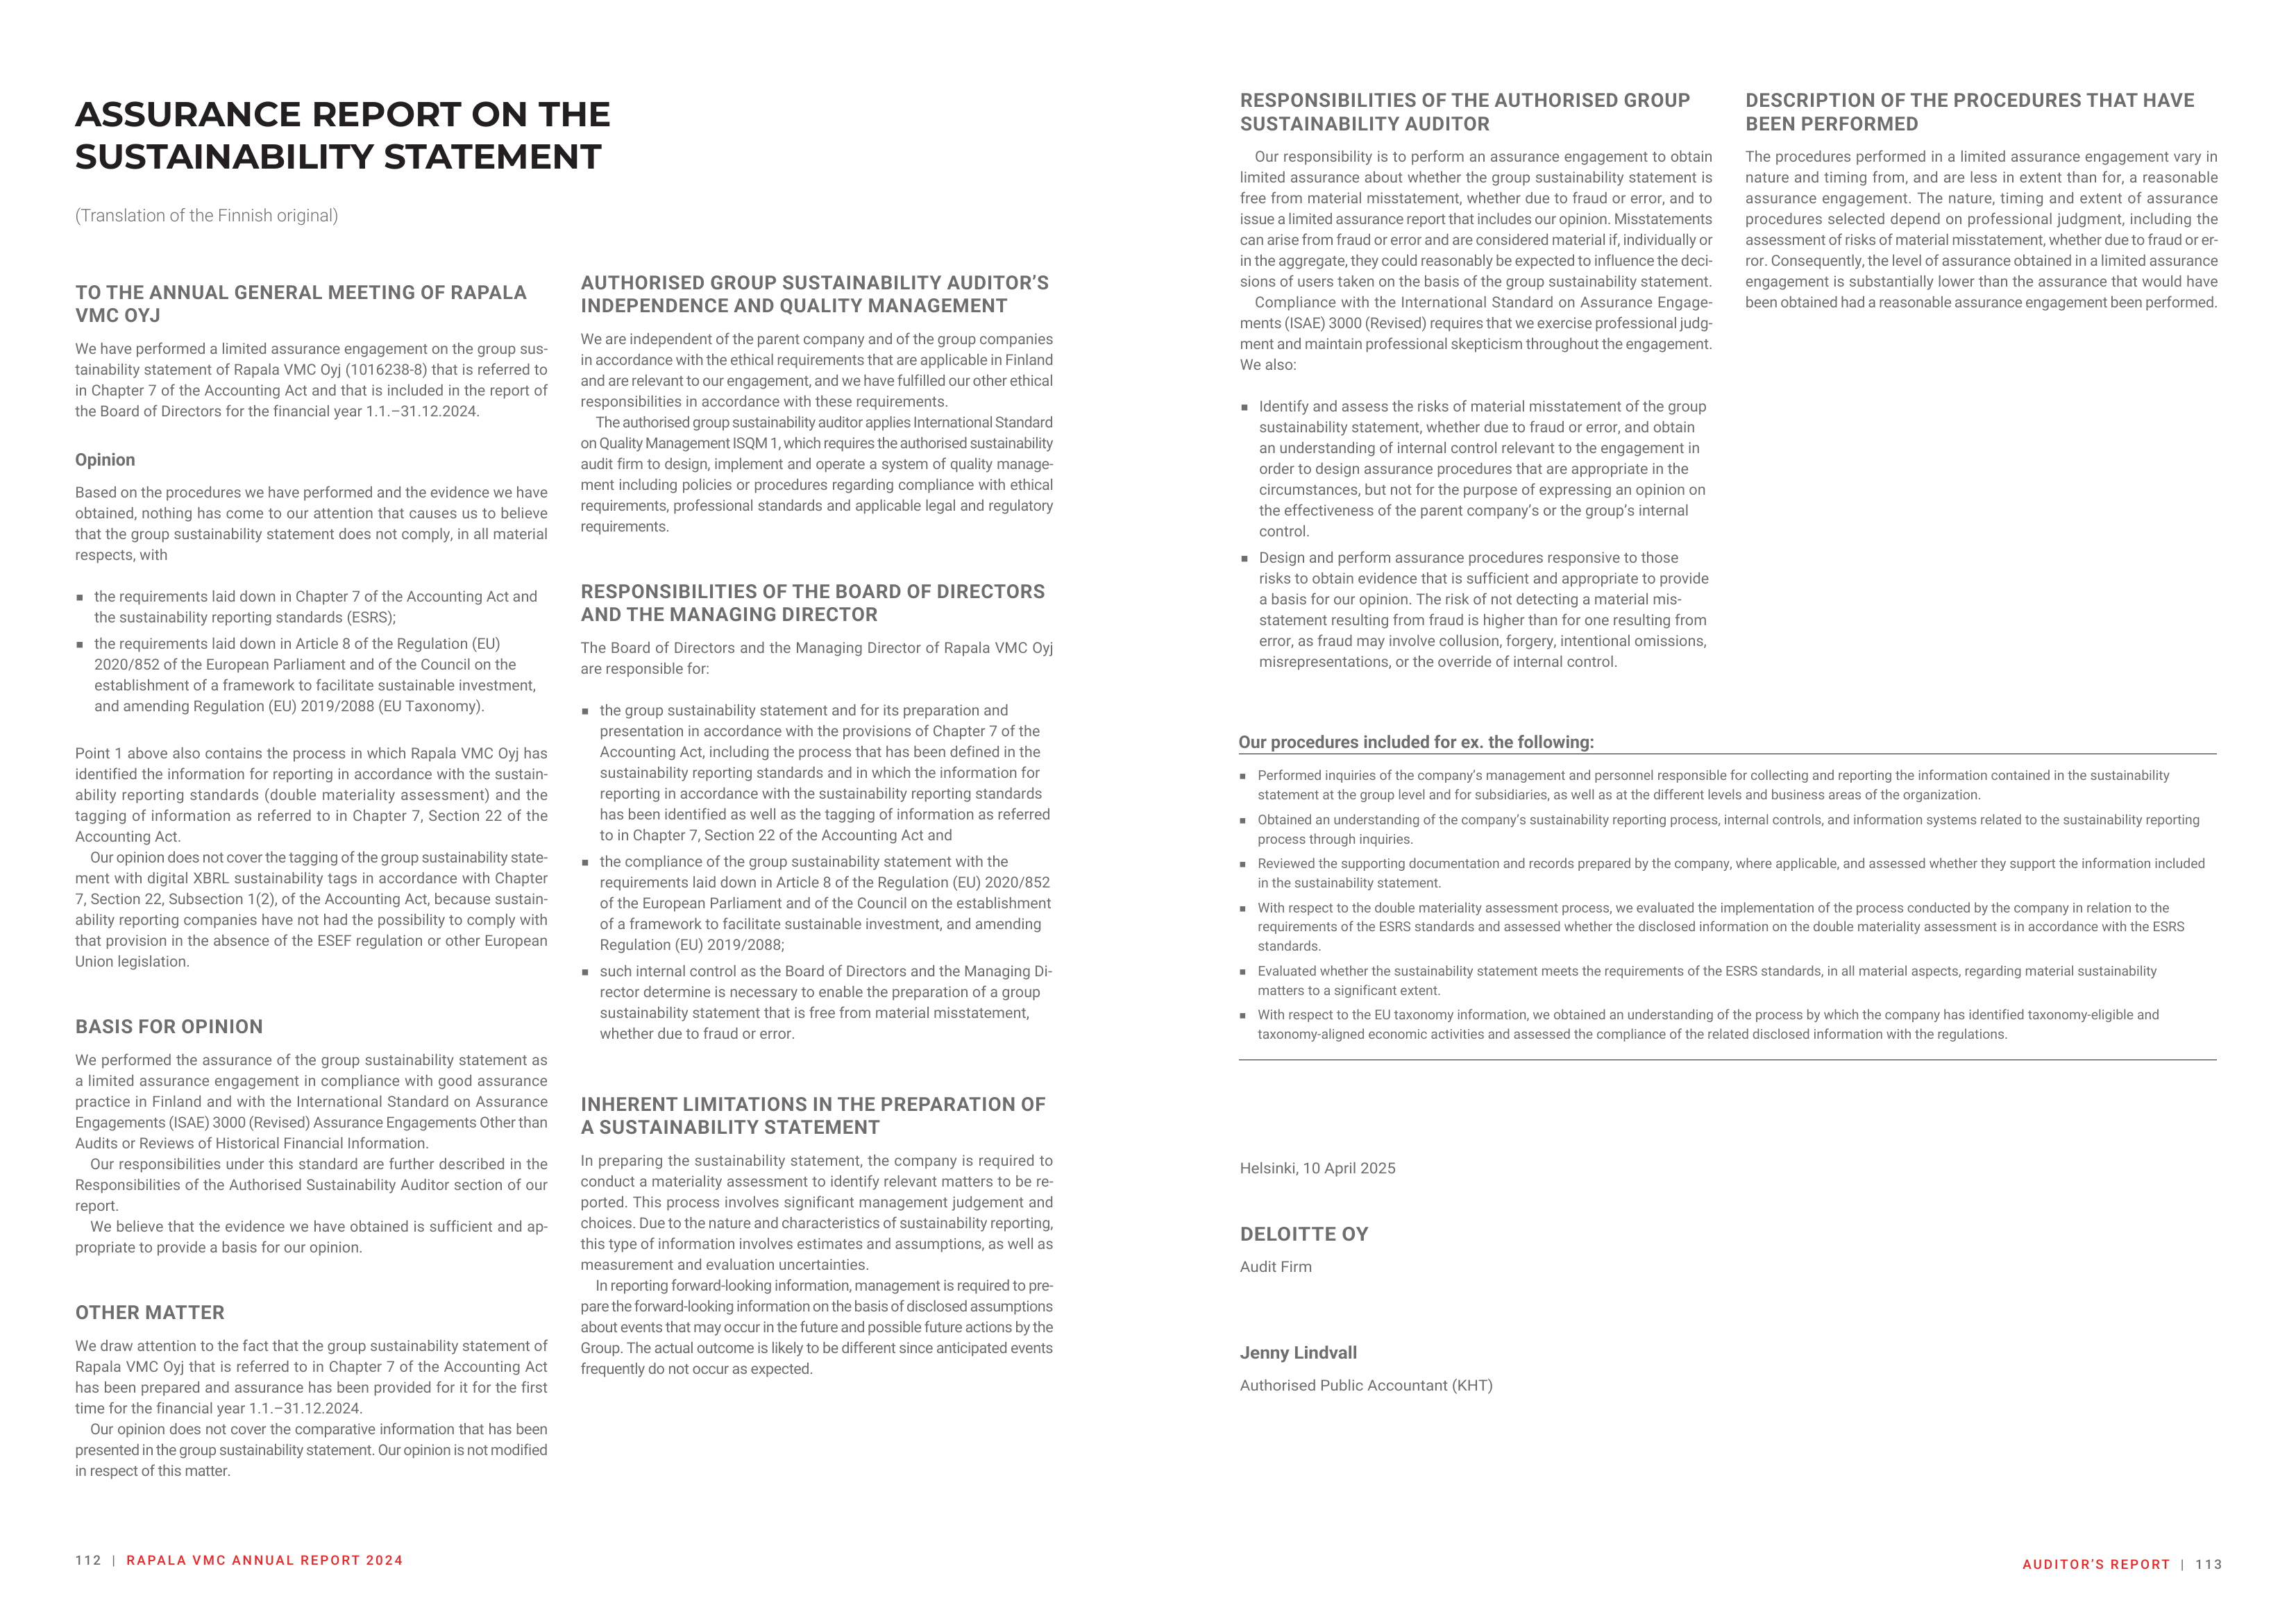 ASSURANCE REPORT ON THE
SUSTAINABILITY STATEMENT
(Translation of the Finnish original)
TO THE ANNUAL GENERAL MEETING OF RAPALA
VMC OYJ
We have performed a limited assurance engagement on the group sus-
tainability statement of Rapala VMC Oyj (1016238-8) that is referred to
in Chapter 7 of the Accounting Act and that is included in the report of
the Board of Directors for the financial year 1.1.–31.12.2024.
Opinion
Based on the procedures we have performed and the evidence we have
obtained, nothing has come to our attention that causes us to believe
that the group sustainability statement does not comply, in all material
respects, with
▪ the requirements laid down in Chapter 7 of the Accounting Act and
the sustainability reporting standards (ESRS);
▪ the requirements laid down in Article 8 of the Regulation (EU)
2020/852 of the European Parliament and of the Council on the
establishment of a framework to facilitate sustainable investment,
and amending Regulation (EU) 2019/2088 (EU Taxonomy).
Point 1 above also contains the process in which Rapala VMC Oyj has
identified the information for reporting in accordance with the sustain-
ability reporting standards (double materiality assessment) and the
tagging of information as referred to in Chapter 7, Section 22 of the
Accounting Act.
Our opinion does not cover the tagging of the group sustainability state-
ment with digital XBRL sustainability tags in accordance with Chapter
7, Section 22, Subsection 1(2), of the Accounting Act, because sustain-
ability reporting companies have not had the possibility to comply with
that provision in the absence of the ESEF regulation or other European
Union legislation.
BASIS FOR OPINION
We performed the assurance of the group sustainability statement as
a limited assurance engagement in compliance with good assurance
practice in Finland and with the International Standard on Assurance
Engagements (ISAE) 3000 (Revised) Assurance Engagements Other than
Audits or Reviews of Historical Financial Information.
Our responsibilities under this standard are further described in the
Responsibilities of the Authorised Sustainability Auditor section of our
report.
We believe that the evidence we have obtained is sufficient and ap-
propriate to provide a basis for our opinion.
OTHER MATTER
We draw attention to the fact that the group sustainability statement of
Rapala VMC Oyj that is referred to in Chapter 7 of the Accounting Act
has been prepared and assurance has been provided for it for the first
time for the financial year 1.1.–31.12.2024.
Our opinion does not cover the comparative information that has been
presented in the group sustainability statement. Our opinion is not modified
in respect of this matter.
AUTHORISED GROUP SUSTAINABILITY AUDITOR’S
INDEPENDENCE AND QUALITY MANAGEMENT
We are independent of the parent company and of the group companies
in accordance with the ethical requirements that are applicable in Finland
and are relevant to our engagement, and we have fulfilled our other ethical
responsibilities in accordance with these requirements.
The authorised group sustainability auditor applies International Standard
on Quality Management ISQM 1, which requires the authorised sustainability
audit firm to design, implement and operate a system of quality manage-
ment including policies or procedures regarding compliance with ethical
requirements, professional standards and applicable legal and regulatory
requirements.
RESPONSIBILITIES OF THE BOARD OF DIRECTORS
AND THE MANAGING DIRECTOR
The Board of Directors and the Managing Director of Rapala VMC Oyj
are responsible for:
▪ the group sustainability statement and for its preparation and
presentation in accordance with the provisions of Chapter 7 of the
Accounting Act, including the process that has been defined in the
sustainability reporting standards and in which the information for
reporting in accordance with the sustainability reporting standards
has been identified as well as the tagging of information as referred
to in Chapter 7, Section 22 of the Accounting Act and
▪ the compliance of the group sustainability statement with the
requirements laid down in Article 8 of the Regulation (EU) 2020/852
of the European Parliament and of the Council on the establishment
of a framework to facilitate sustainable investment, and amending
Regulation (EU) 2019/2088;
▪ such internal control as the Board of Directors and the Managing Di-
rector determine is necessary to enable the preparation of a group
sustainability statement that is free from material misstatement,
whether due to fraud or error.
INHERENT LIMITATIONS IN THE PREPARATION OF
A SUSTAINABILITY STATEMENT
In preparing the sustainability statement, the company is required to
conduct a materiality assessment to identify relevant matters to be re-
ported. This process involves significant management judgement and
choices. Due to the nature and characteristics of sustainability reporting,
this type of information involves estimates and assumptions, as well as
measurement and evaluation uncertainties.
In reporting forward-looking information, management is required to pre-
pare the forward-looking information on the basis of disclosed assumptions
about events that may occur in the future and possible future actions by the
Group. The actual outcome is likely to be different since anticipated events
frequently do not occur as expected.
112 | RAPALA VMC ANNUAL REPORT 2024
RESPONSIBILITIES OF THE AUTHORISED GROUP
SUSTAINABILITY AUDITOR
Our responsibility is to perform an assurance engagement to obtain
limited assurance about whether the group sustainability statement is
free from material misstatement, whether due to fraud or error, and to
issue a limited assurance report that includes our opinion. Misstatements
can arise from fraud or error and are considered material if, individually or
in the aggregate, they could reasonably be expected to influence the deci-
sions of users taken on the basis of the group sustainability statement.
Compliance with the International Standard on Assurance Engage-
ments (ISAE) 3000 (Revised) requires that we exercise professional judg-
ment and maintain professional skepticism throughout the engagement.
We also:
▪ Identify and assess the risks of material misstatement of the group
sustainability statement, whether due to fraud or error, and obtain
an understanding of internal control relevant to the engagement in
order to design assurance procedures that are appropriate in the
circumstances, but not for the purpose of expressing an opinion on
the effectiveness of the parent company’s or the group’s internal
control.
▪ Design and perform assurance procedures responsive to those
risks to obtain evidence that is sufficient and appropriate to provide
a basis for our opinion. The risk of not detecting a material mis-
statement resulting from fraud is higher than for one resulting from
error, as fraud may involve collusion, forgery, intentional omissions,
misrepresentations, or the override of internal control.
DESCRIPTION OF THE PROCEDURES THAT HAVE
BEEN PERFORMED
The procedures performed in a limited assurance engagement vary in
nature and timing from, and are less in extent than for, a reasonable
assurance engagement. The nature, timing and extent of assurance
procedures selected depend on professional judgment, including the
assessment of risks of material misstatement, whether due to fraud or er-
ror. Consequently, the level of assurance obtained in a limited assurance
engagement is substantially lower than the assurance that would have
been obtained had a reasonable assurance engagement been performed.
Our procedures included for ex. the following:
▪ Performed inquiries of the company’s management and personnel responsible for collecting and reporting the information contained in the sustainability
statement at the group level and for subsidiaries, as well as at the different levels and business areas of the organization.
▪ Obtained an understanding of the company’s sustainability reporting process, internal controls, and information systems related to the sustainability reporting
process through inquiries.
▪ Reviewed the supporting documentation and records prepared by the company, where applicable, and assessed whether they support the information included
in the sustainability statement.
▪ With respect to the double materiality assessment process, we evaluated the implementation of the process conducted by the company in relation to the
requirements of the ESRS standards and assessed whether the disclosed information on the double materiality assessment is in accordance with the ESRS
standards.
▪ Evaluated whether the sustainability statement meets the requirements of the ESRS standards, in all material aspects, regarding material sustainability
matters to a significant extent.
▪ With respect to the EU taxonomy information, we obtained an understanding of the process by which the company has identified taxonomy-eligible and
taxonomy-aligned economic activities and assessed the compliance of the related disclosed information with the regulations.
Helsinki, 10 April 2025
DELOITTE OY
Audit Firm
Jenny Lindvall
Authorised Public Accountant (KHT)
AUDITOR’S REPORT | 113